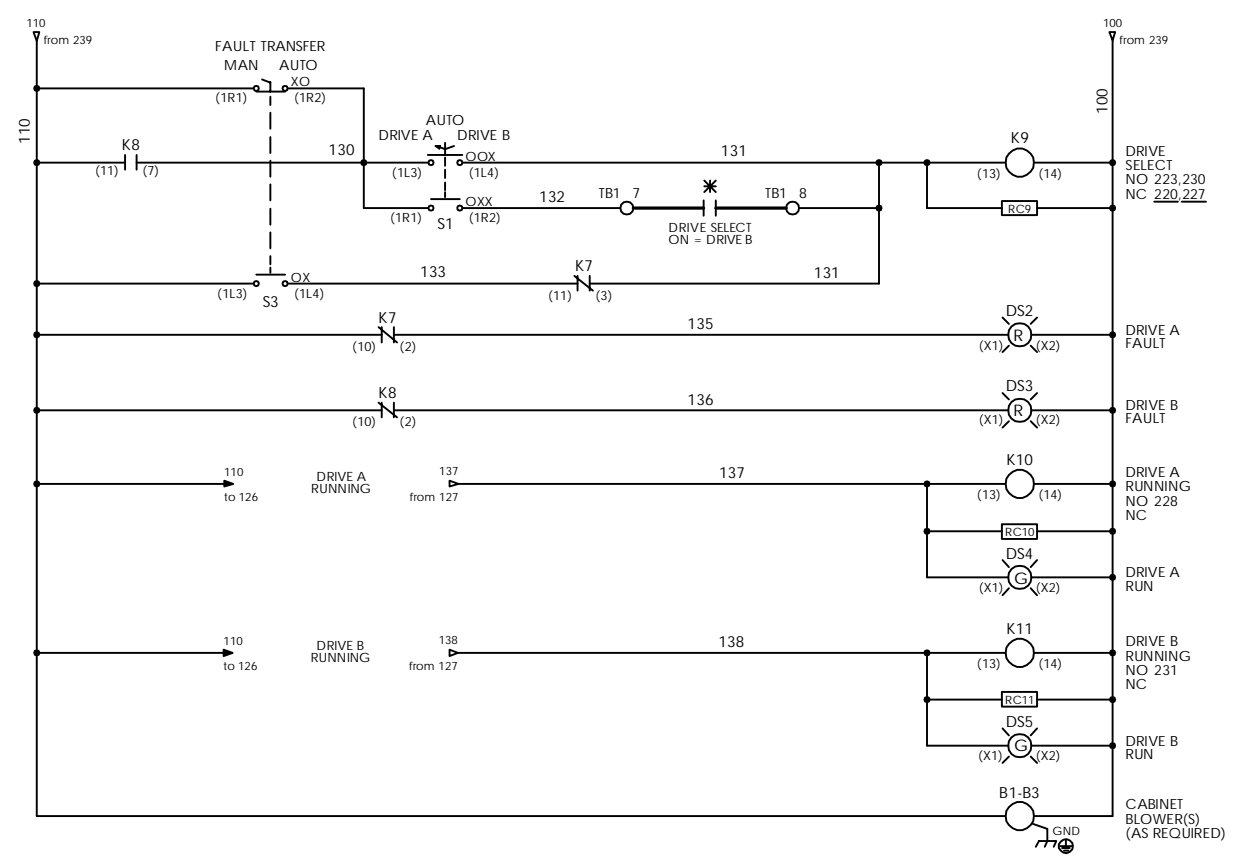 110
from 239
100
from 239
FAULT TRANSFER
MAN AUTO
XO
(1R1) (1R2)
110
100
K8
(11) (7)
130
AUTO
DRIVE A DRIVE B
OOX
(1L3) (1L4)
131
K9
(13) (14)
DRIVE
SELECT
NO 223,230
NC 220,227
OXX
(1R1) (1R2)
S1
132
TB1 7
TB1 8
DRIVE SELECT
ON = DRIVE B
RC9
OX
(1L3) (1L4)
S3
133
K7
(11) (3)
131
K7
(10) (2)
135
DS2
R
(X1) (X2)
DRIVE A
FAULT
K8
(10) (2)
136
DS3
R
(X1) (X2)
DRIVE B
FAULT
110
to 126
DRIVE A
RUNNING
137
from 127
137
K10
(13) (14)
DRIVE A
RUNNING
NO 228
NC
RC10
DS4
G
(X1) (X2)
DRIVE A
RUN
110
to 126
DRIVE B
RUNNING
138
from 127
138
K11
(13) (14)
DRIVE B
RUNNING
NO 231
NC
RC11
DS5
G
(X1) (X2)
DRIVE B
RUN
B1-B3
GND
CABINET
BLOWER(S)
(AS REQUIRED)